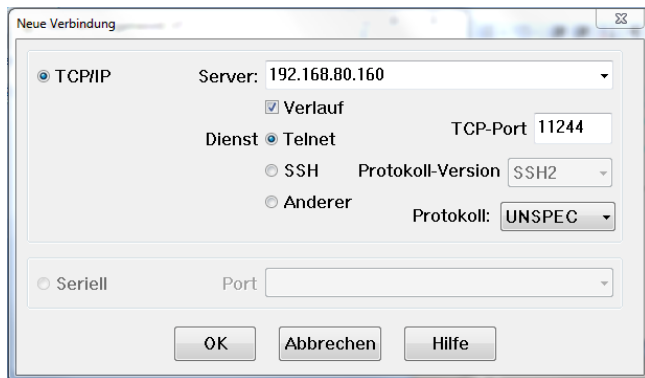 Neue Verbindung
TCP/IP Server: 192.168.80.160
Verlauf
Dienst Telnet TCP-Port 11244
SSH Protokoll-Version SSH2
Anderer Protokoll: UNSPEC
Seriell Port
OK Abbrechen Hilfe